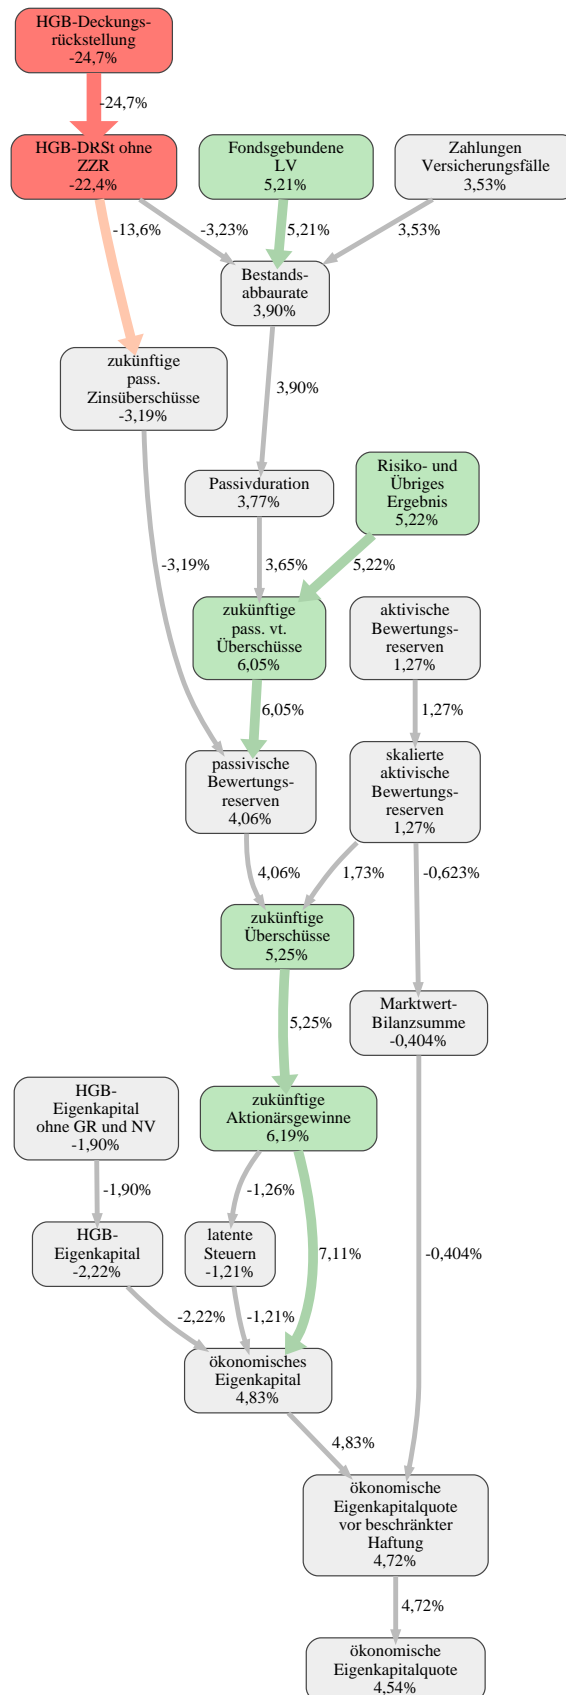 HGB-Deckungs-
rückstellung
-24,7%
-24,7%
HGB-DRSt ohne
ZZR
-22,4%
Fondsgebundene
LV
5,21%
Zahlungen
Versicherungsfälle
3,53%
-13,6%
-3,23%
5,21%
3,53%
Bestands-
abbaurate
3,90%
zukünftige
pass.
Zinsüberschüsse
-3,19%
3,90%
Passivduration
3,77%
Risiko- und
Übriges
Ergebnis
5,22%
-3,19%
3,65%
5,22%
zukünftige
pass. vt.
Überschüsse
6,05%
aktivische
Bewertungs-
reserven
1,27%
6,05%
1,27%
passivische
Bewertungs-
reserven
4,06%
skalierte
aktivische
Bewertungs-
reserven
1,27%
4,06%
1,73%
-0,623%
zukünftige
Überschüsse
5,25%
5,25%
Marktwert-
Bilanzsumme
-0,404%
HGB-
Eigenkapital
ohne GR und NV
-1,90%
zukünftige
Aktionärsgewinne
6,19%
-1,90%
-1,26%
7,11%
-0,404%
HGB-
Eigenkapital
-2,22%
latente
Steuern
-1,21%
-2,22%
-1,21%
ökonomisches
Eigenkapital
4,83%
4,83%
ökonomische
Eigenkapitalquote
vor beschränkter
Haftung
4,72%
4,72%
ökonomische
Eigenkapitalquote
4,54%